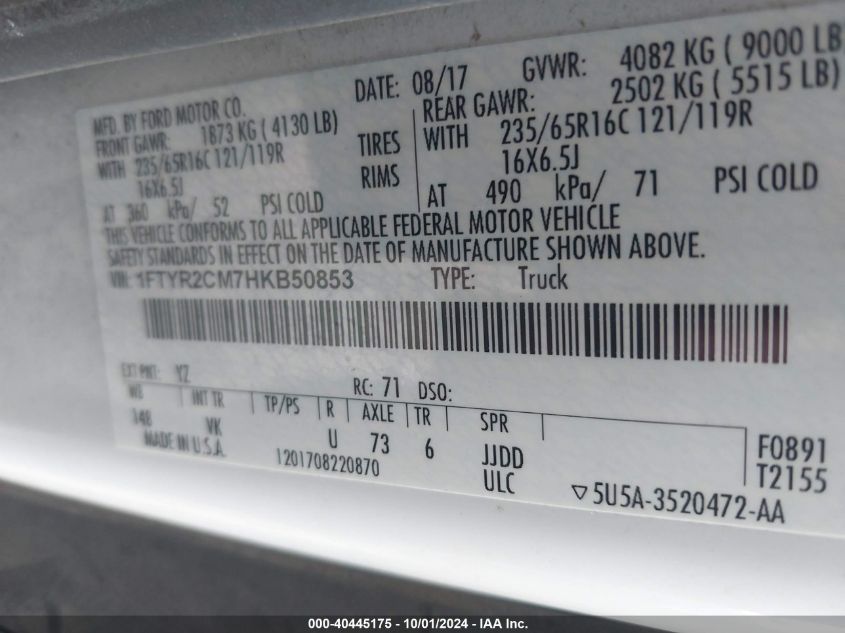 MFD. BY FORD MOTOR CO.
DATE: 08/17
GVWR: 4082 KG ( 9000 LB
FRONT GAWR: 1873 KG ( 4130 LB)
REAR GAWR: 2502 KG ( 5515 LB)
WITH 235/65R16C 121/119R
TIRES
WITH 235/65R16C 121/119R
16X6.5J
RIMS
16X6.5J
AT 360 kPa/ 52 PSI COLD
AT 490 kPa/ 71 PSI COLD
THIS VEHICLE CONFORMS TO ALL APPLICABLE FEDERAL MOTOR VEHICLE
SAFETY STANDARDS IN EFFECT ON THE DATE OF MANUFACTURE SHOWN ABOVE.
VIN: 1FTYR2CM7HKB50853 TYPE: Truck
EXT PNT: YZ RC: 71 DSO:
WB INT TR TP/PS R AXLE TR SPR
148 VK U 73 6 JJDD F0891
MADE IN U.S.A. 1201708220870 ULC T2155
▽5U5A-3520472-AA
000-40445175 - 10/01/2024 - IAA Inc.